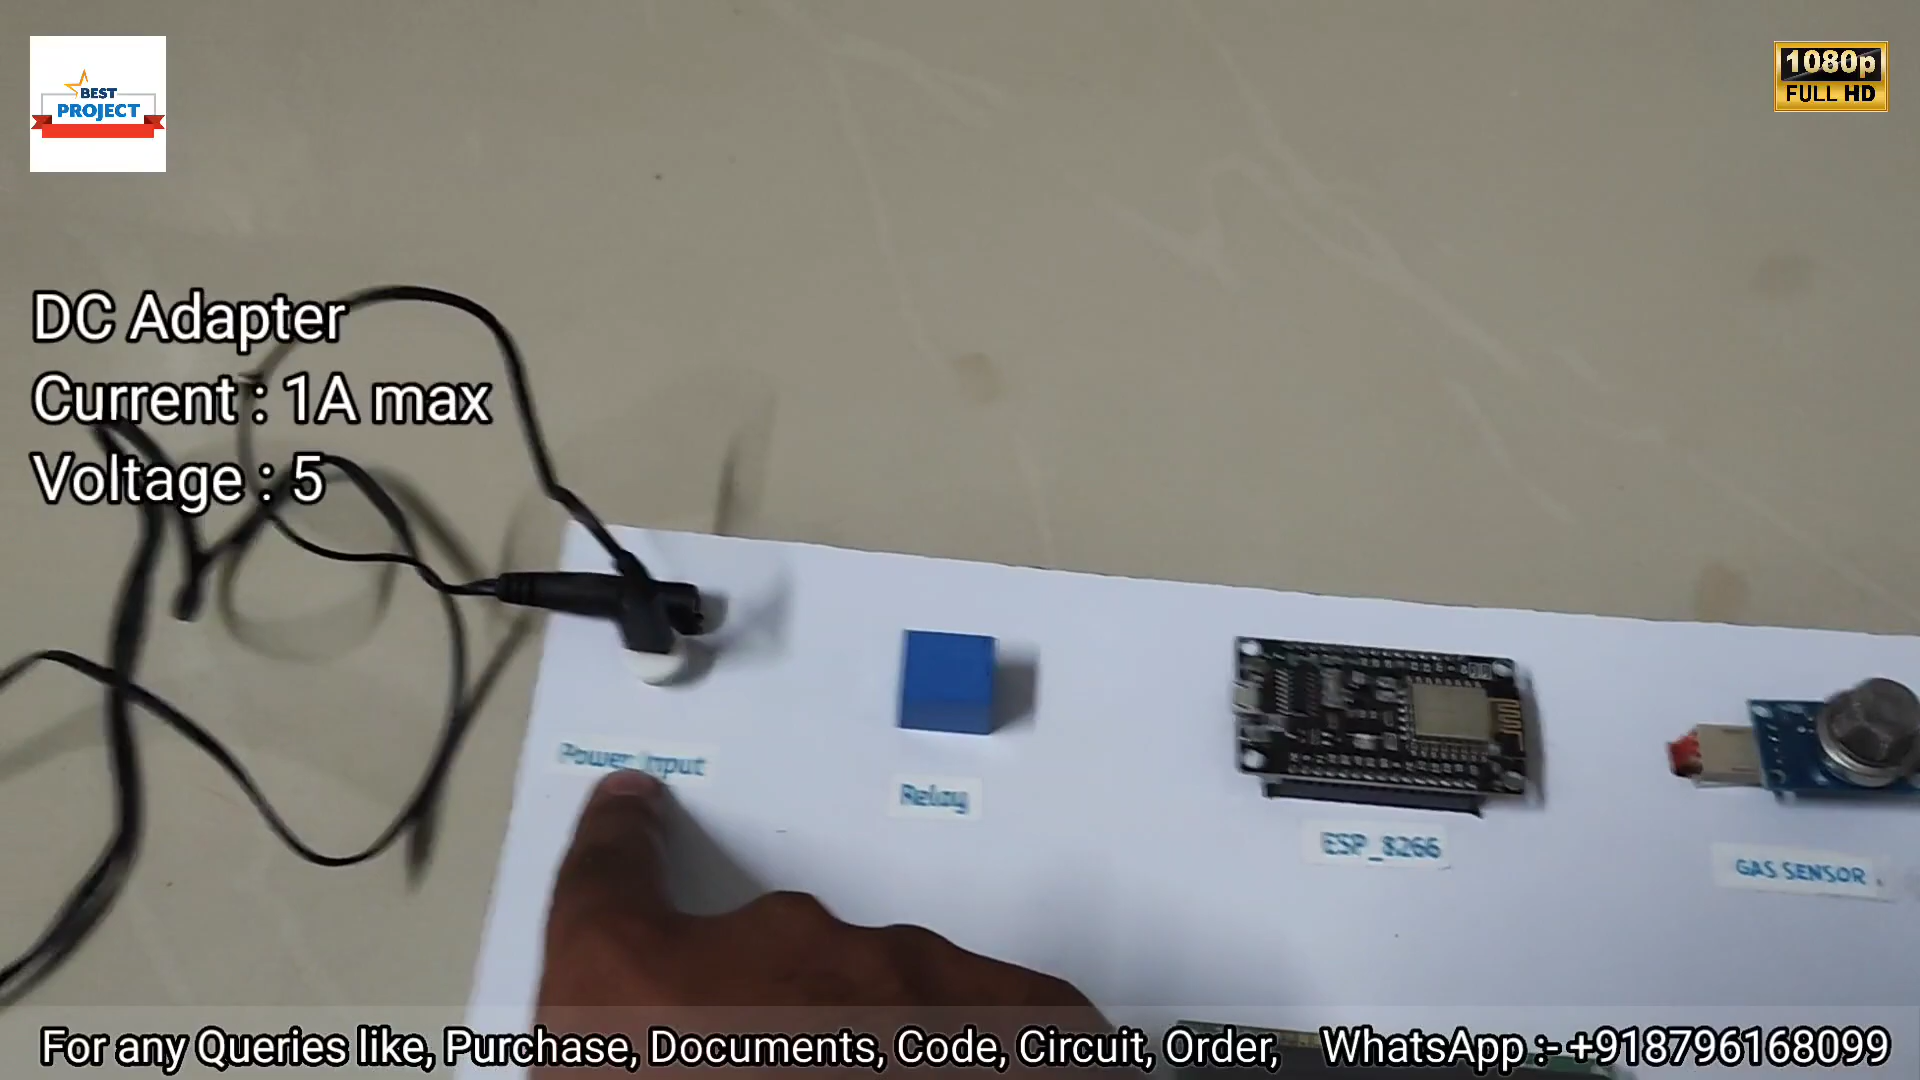 BEST
PROJECT
1080p
FULL HD
DC Adapter
Current : 1A max
Voltage : 5
Power Input
Relay
ESP_8266
GAS SENSOR .
For any Queries like, Purchase, Documents, Code, Circuit, Order, WhatsApp :- +918796168099